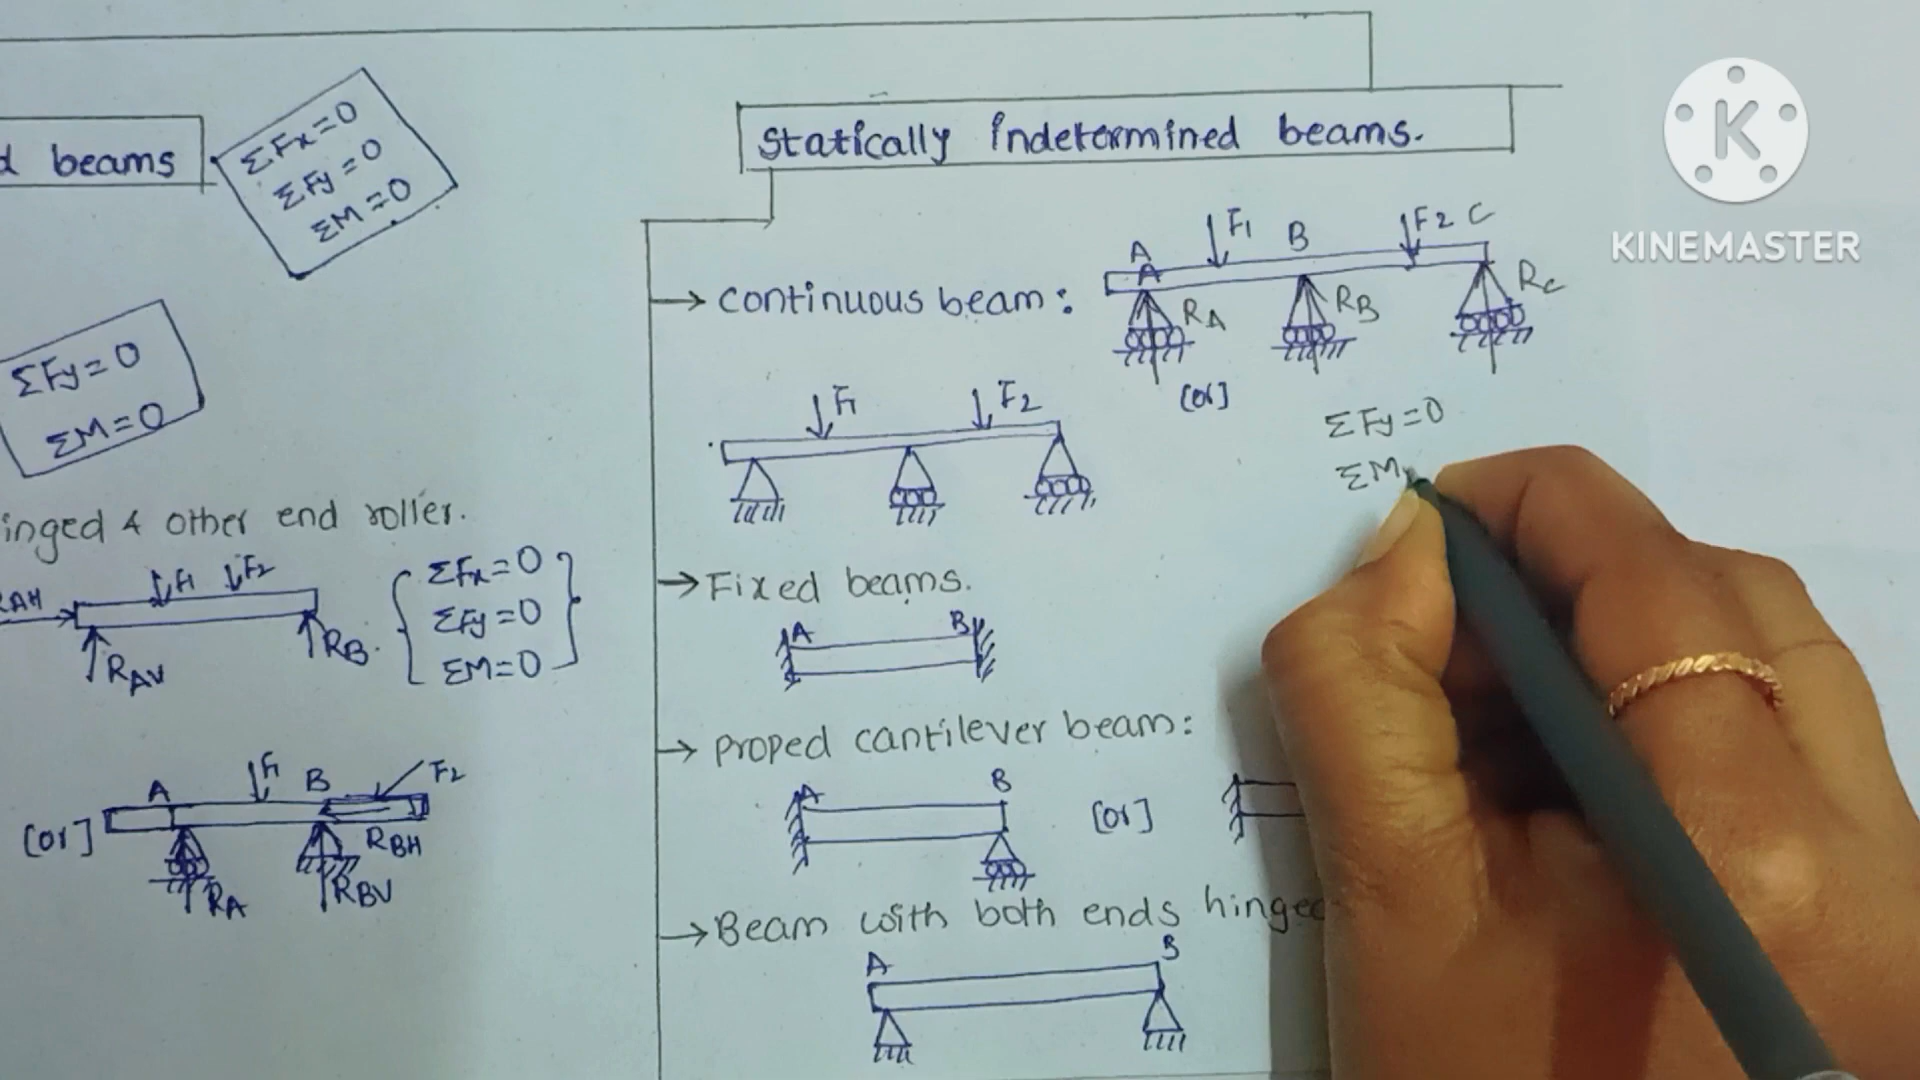 d beams
ΣFx=0
ΣFy=0
ΣM=0
ΣFy=0
ΣM=0
inged & other end roller.
RAH
F1
F2
RAV
RB.
ΣFx=0
ΣFy=0
ΣM=0
[or]
A
F1
B
F2
RA
RBV
RBH
Statically indetermined beams.
→ continuous beam:
A
A
F1
B
F2
C
RA
RB
RC
[or]
F1
F2
ΣFy=0
ΣM
→ Fixed beams.
A
B
→ proped cantilever beam:
A
B
[or]
→ Beam with both ends hinged
A
B
K
KINEMASTER